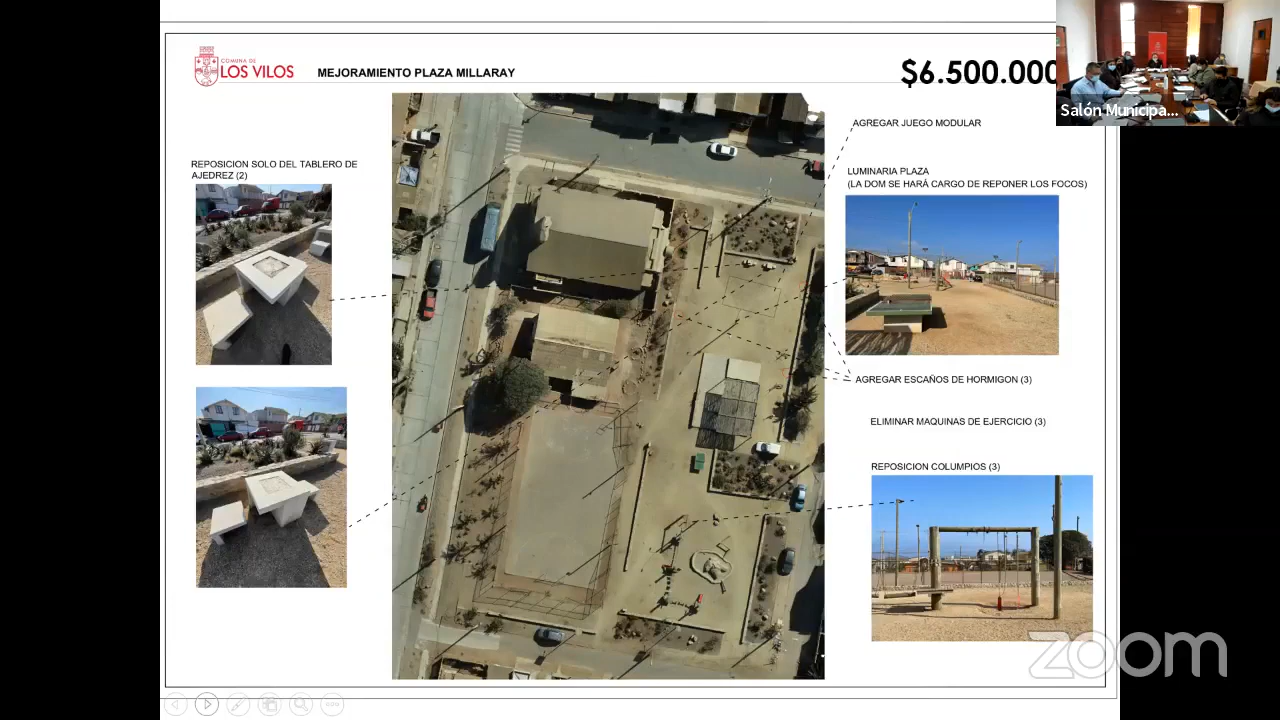 COMUNA DE
LOS VILOS
MEJORAMIENTO PLAZA MILLARAY
$6.500.000
Salón Municipa...
AGREGAR JUEGO MODULAR
REPOSICION SOLO DEL TABLERO DE
AJEDREZ (2)
LUMINARIA PLAZA
(LA DOM SE HARÁ CARGO DE REPONER LOS FOCOS)
AGREGAR ESCAÑOS DE HORMIGON (3)
ELIMINAR MAQUINAS DE EJERCICIO (3)
REPOSICION COLUMPIOS (3)
zoom